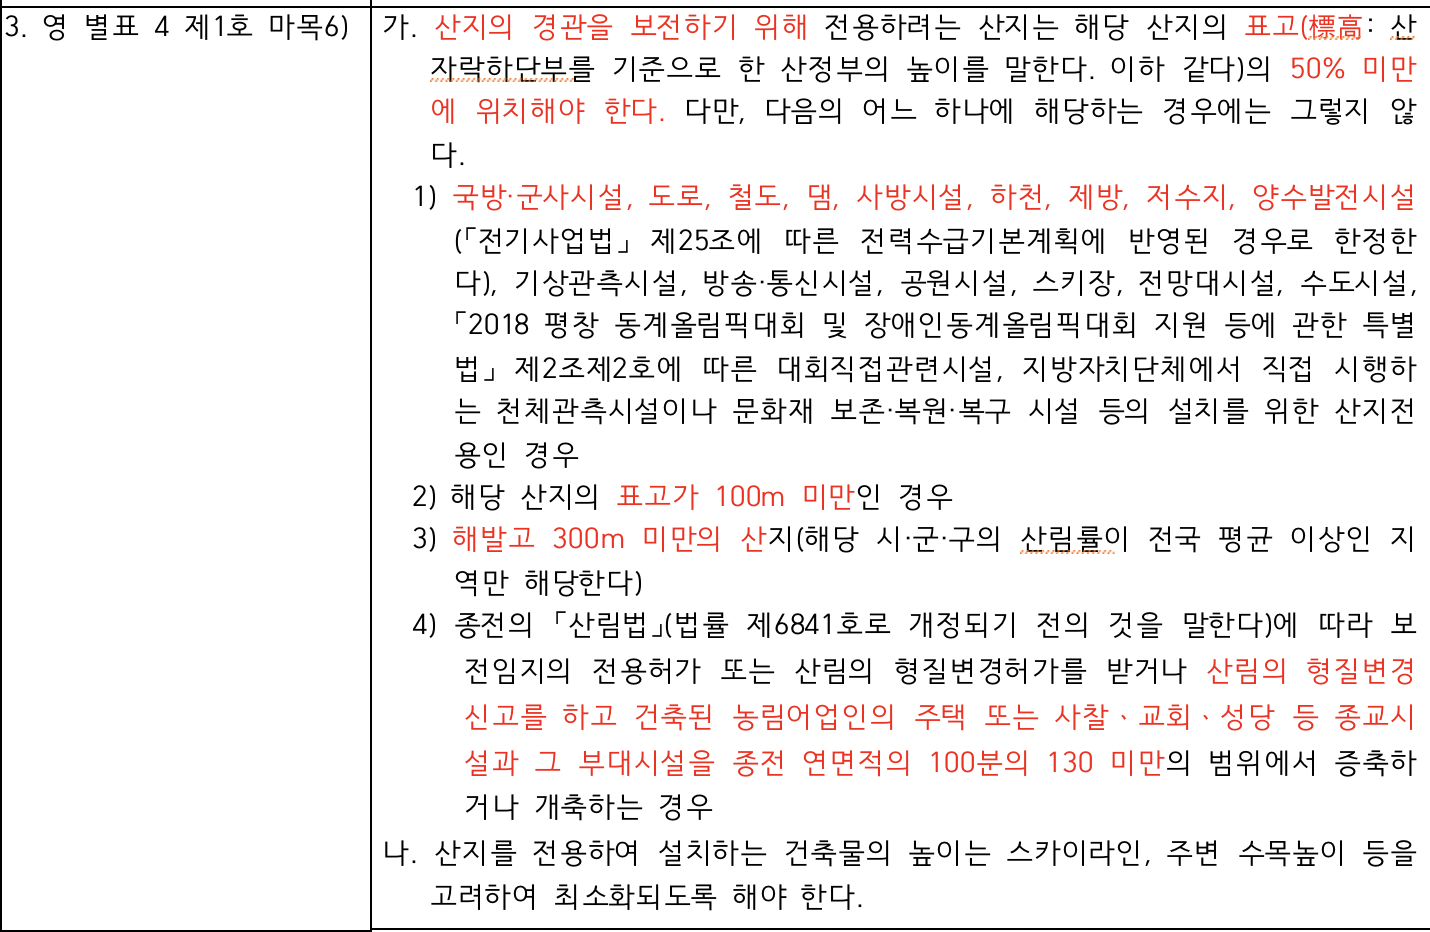 3. 영 별표 4 제1호 마목6)
가. 산지의 경관을 보전하기 위해 전용하려는 산지는 해당 산지의 표고(標高: 산
자락하단부를 기준으로 한 산정부의 높이를 말한다. 이하 같다)의 50% 미만
에 위치해야 한다. 다만, 다음의 어느 하나에 해당하는 경우에는 그렇지 않
다.
1) 국방·군사시설, 도로, 철도, 댐, 사방시설, 하천, 제방, 저수지, 양수발전시설
(「전기사업법」 제25조에 따른 전력수급기본계획에 반영된 경우로 한정한
다), 기상관측시설, 방송·통신시설, 공원시설, 스키장, 전망대시설, 수도시설,
「2018 평창 동계올림픽대회 및 장애인동계올림픽대회 지원 등에 관한 특별
법」 제2조제2호에 따른 대회직접관련시설, 지방자치단체에서 직접 시행하
는 천체관측시설이나 문화재 보존·복원·복구 시설 등의 설치를 위한 산지전
용인 경우
2) 해당 산지의 표고가 100m 미만인 경우
3) 해발고 300m 미만의 산지(해당 시·군·구의 산림률이 전국 평균 이상인 지
역만 해당한다)
4) 종전의 「산림법」(법률 제6841호로 개정되기 전의 것을 말한다)에 따라 보
전임지의 전용허가 또는 산림의 형질변경허가를 받거나 산림의 형질변경
신고를 하고 건축된 농림어업인의 주택 또는 사찰、교회、성당 등 종교시
설과 그 부대시설을 종전 연면적의 100분의 130 미만의 범위에서 증축하
거나 개축하는 경우
나. 산지를 전용하여 설치하는 건축물의 높이는 스카이라인, 주변 수목높이 등을
고려하여 최소화되도록 해야 한다.